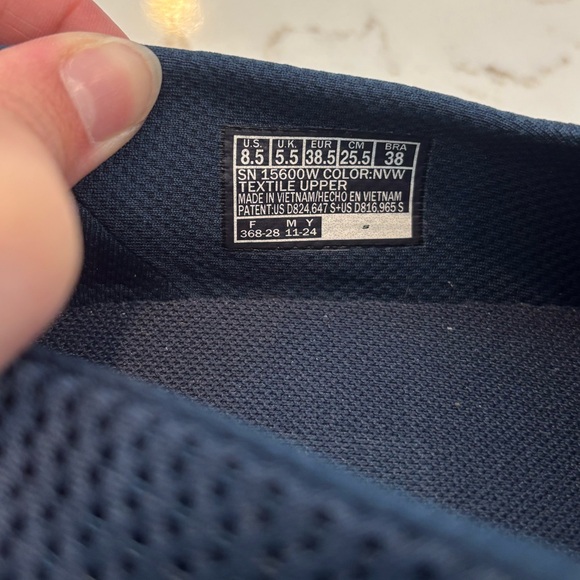 U.S. U.K. EUR CM BRA
8.5 5.5 38.5 25.5 38
SN 15600W COLOR:NVW
TEXTILE UPPER
MADE IN VIETNAM/HECHO EN VIETNAM
PATENT:US D824,647 S+US D816,965 S
F M Y
368-28 11-24